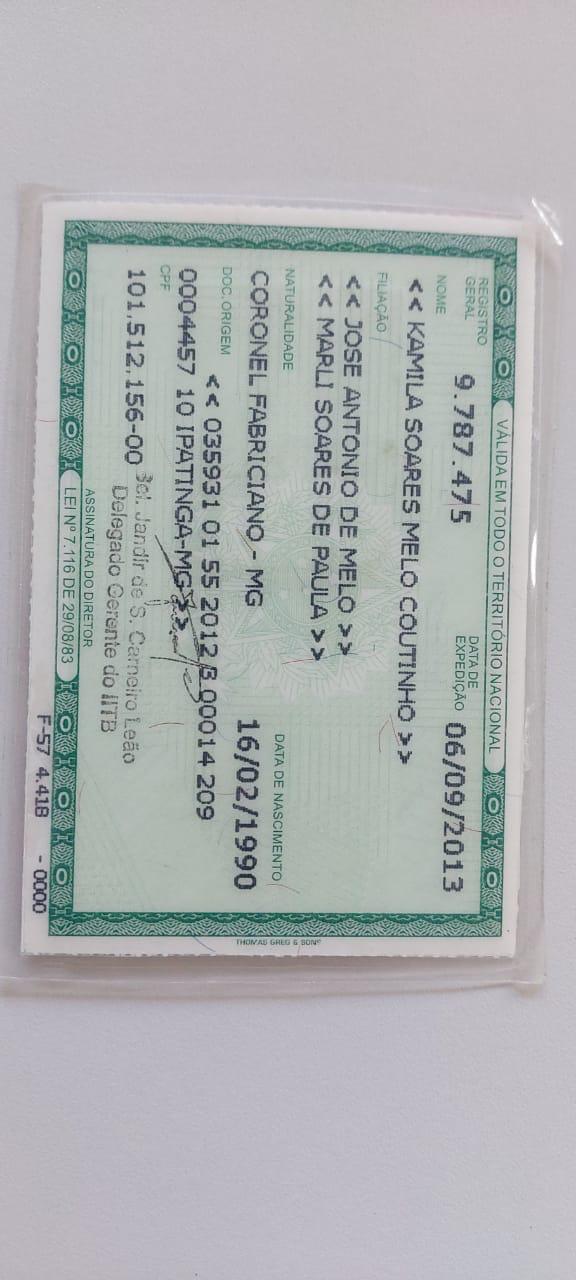 VÁLIDA EM TODO O TERRITÓRIO NACIONAL
REGISTRO GERAL 9.787.475 DATA DE EXPEDIÇÃO 06/09/2013
NOME
<< KAMILA SOARES MELO COUTINHO >>
FILIAÇÃO
<< JOSE ANTONIO DE MELO >>
<< MARLI SOARES DE PAULA >>
NATURALIDADE DATA DE NASCIMENTO
CORONEL FABRICIANO - MG 16/02/1990
DOC. ORIGEM
<< 035931 01 55 2012 3 00014 209
0004457 10 IPATINGA-MG >>
CPF
101.512.156-00
Bel. Jandir de S. Carneiro Leão
Delegado Gerente do IITB
ASSINATURA DO DIRETOR
LEI Nº 7.116 DE 29/08/83
F-57 4.41B - 0000
THOMAS GREG & SONS